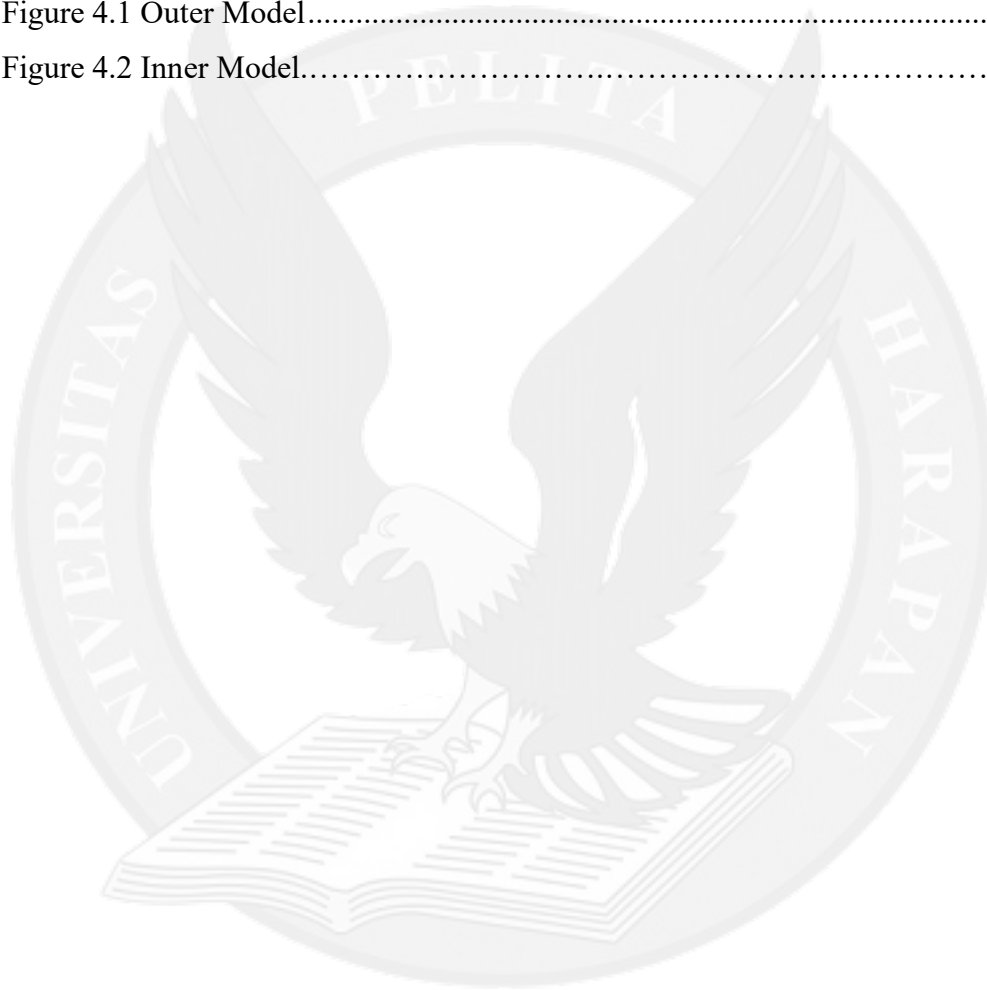 Figure 4.1 Outer Model...........................................................................................
Figure 4.2 Inner Model……………………….……………………………
UNIVERSITAS PELITA HARAPAN